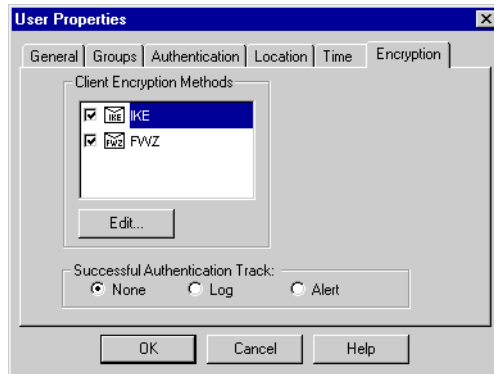 User Properties
General Groups Authentication Location Time Encryption
Client Encryption Methods
IKE IKE
FWZ FWZ
Edit...
Successful Authentication Track:
None Log Alert
OK Cancel Help